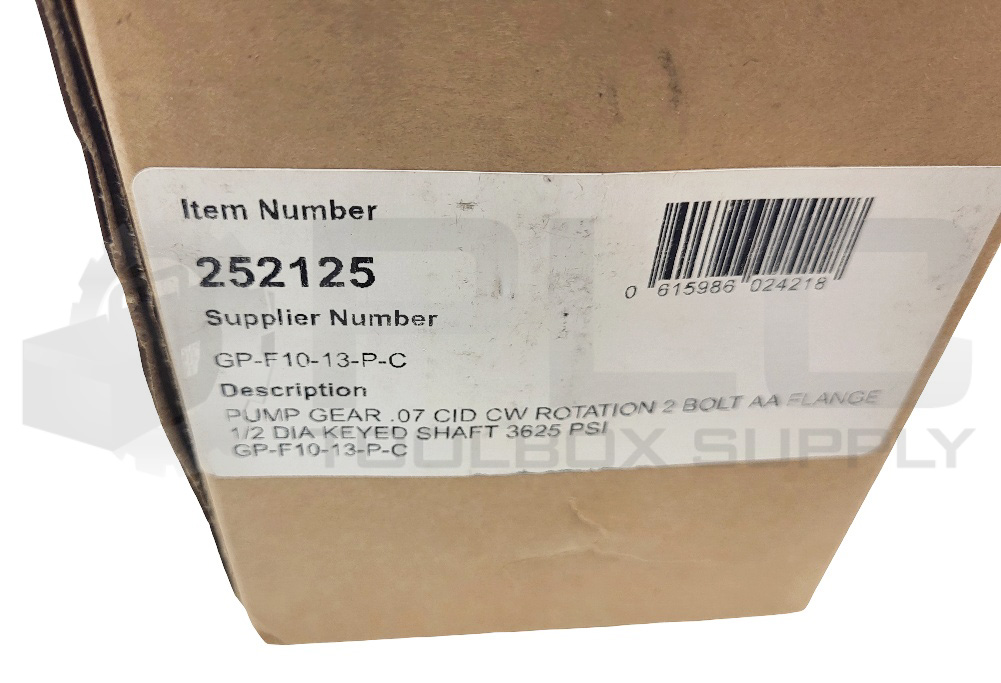 Item Number
252125
Supplier Number
GP-F10-13-P-C
Description
PUMP GEAR .07 CID CW ROTATION 2 BOLT AA FLANGE
1/2 DIA KEYED SHAFT 3625 PSI
GP-F10-13-P-C
0 615986 024218
PLC
TOOLBOX SUPPLY